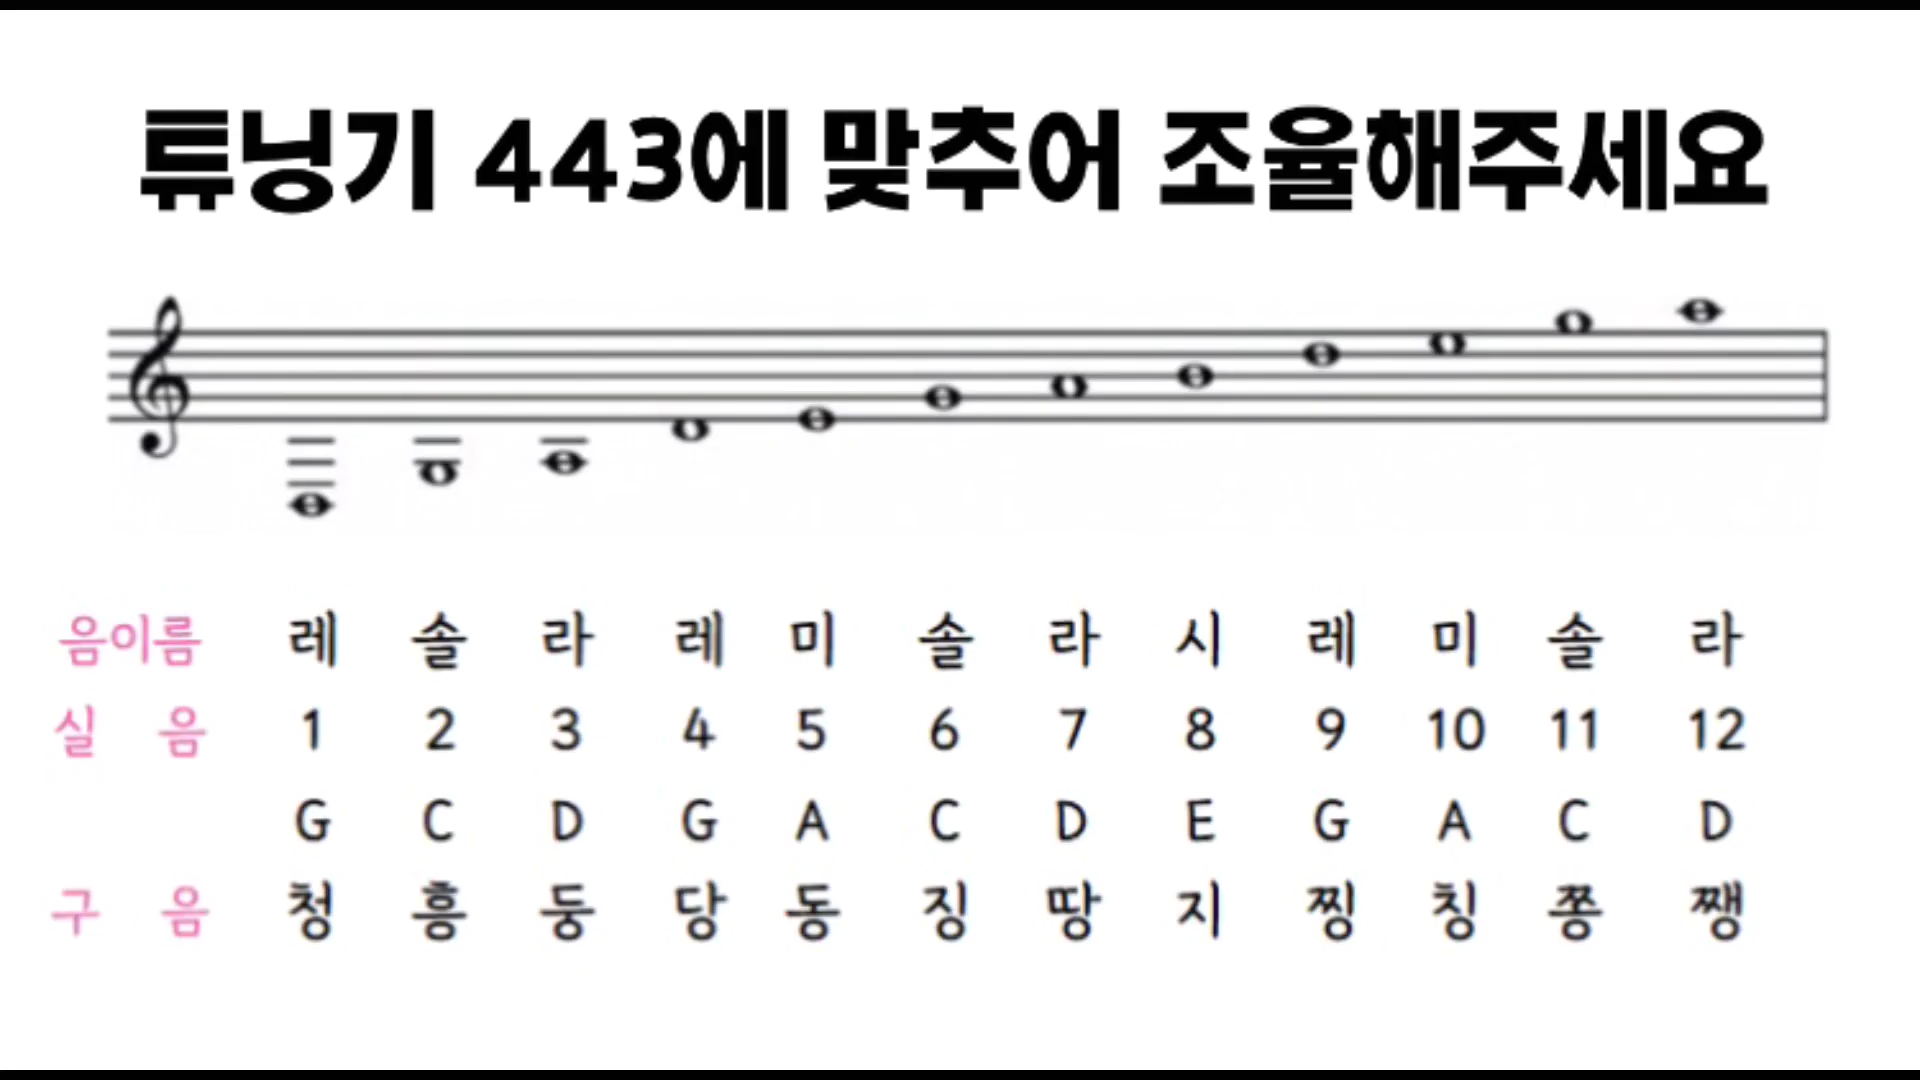 튜닝기 443에 맞추어 조율해주세요
음이름 레 솔 라 레 미 솔 라 시 레 미 솔 라
실 음 1 2 3 4 5 6 7 8 9 10 11 12
G C D G A C D E G A C D
구 음 청 흥 둥 당 동 징 땅 지 찡 칭 쫑 쨍